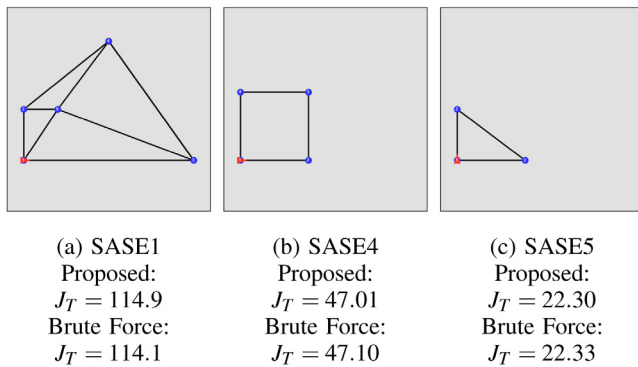 (a) SASE1
Proposed:
J_T = 114.9
Brute Force:
J_T = 114.1
(b) SASE4
Proposed:
J_T = 47.01
Brute Force:
J_T = 47.10
(c) SASE5
Proposed:
J_T = 22.30
Brute Force:
J_T = 22.33